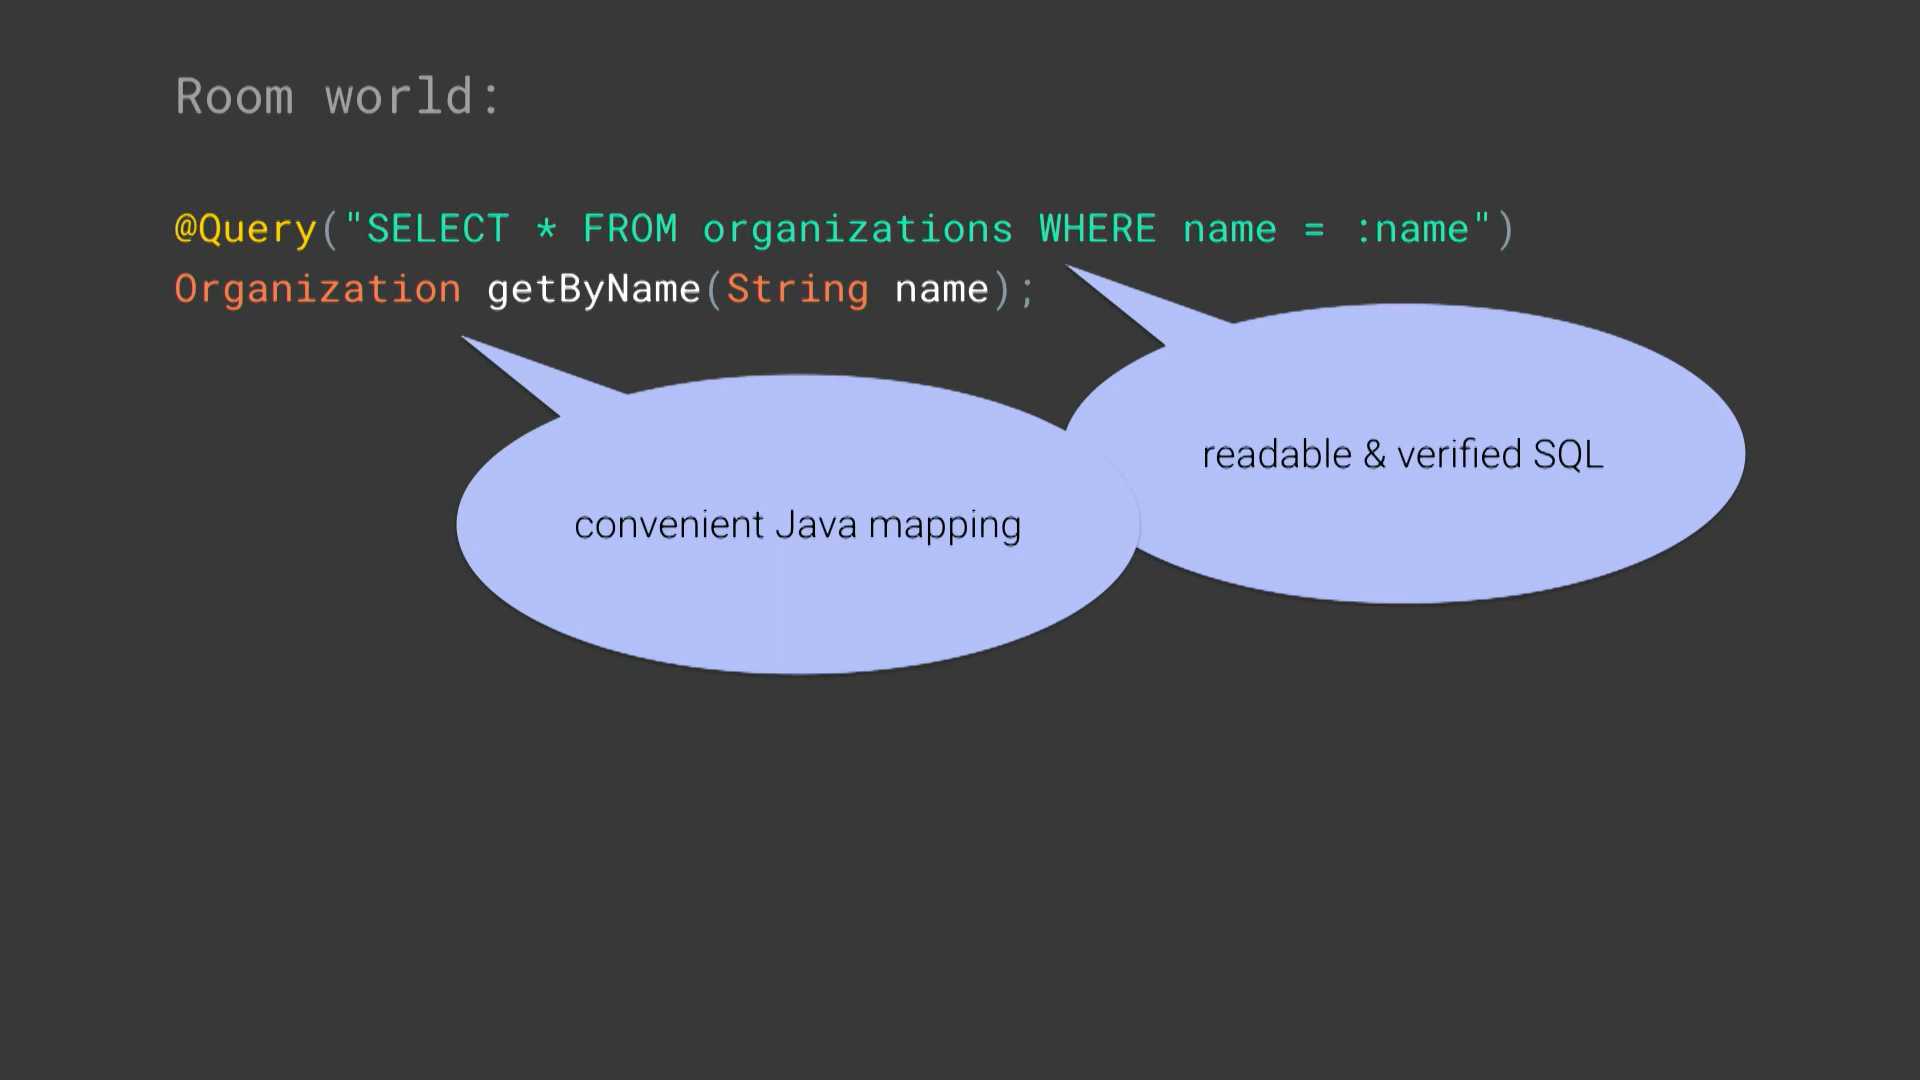 Room world:
@Query("SELECT * FROM organizations WHERE name = :name")
Organization getByName(String name);
readable & verified SQL
convenient Java mapping